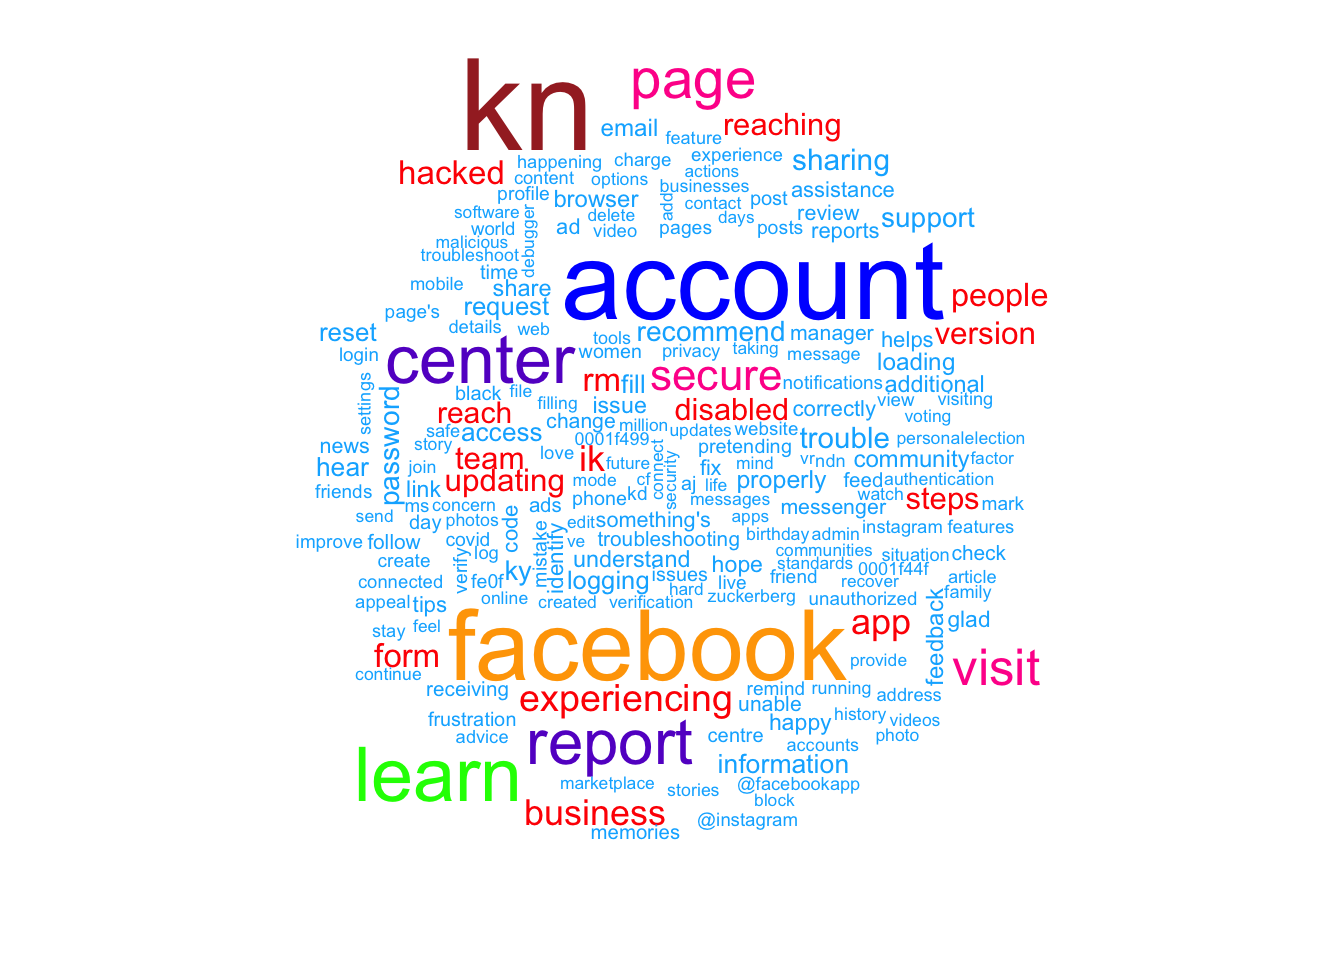 kn
page
email
reaching
feature
happening
charge
experience
sharing
hacked
content
options
actions
businesses
assistance
profile
browser
add
contact
post
software
delete
days
review
support
world
ad
video
pages
posts
reports
malicious
debugger
troubleshoot
time
account
mobile
share
people
page's
request
reset
details
web
tools
recommend
manager
helps
version
login
center
women
privacy
taking
message
loading
rm
fill
secure
notifications
additional
settings
password
black
file
filling
issue
disabled
correctly
view
visiting
reach
change
million
updates
website
voting
news
safe
access
0001f499
pretending
trouble
personal
election
story
hear
join
team
love
ik
future
connect
security
fix
mind
vr
ndn
community
factor
friends
link
updating
mode
cf
aj
life
properly
feed
authentication
ms
concern
ads
phone
kd
messages
messenger
watch
steps
mark
send
day
photos
code
edit
something's
apps
birthday
admin
instagram
features
improve
follow
covid
log
mistake
identify
ve
troubleshooting
communities
situation
check
create
verify
understand
hope
standards
0001f44f
connected
fe0f
ky
logging
issues
live
friend
recover
article
hard
appeal
tips
online
created
verification
zuckerberg
unauthorized
family
stay
feel
facebook
app
feedback
glad
form
provide
visit
continue
receiving
experiencing
remind
running
address
unable
frustration
happy
history
videos
advice
report
centre
accounts
photo
learn
information
marketplace
stories
@facebookapp
block
business
@instagram
memories